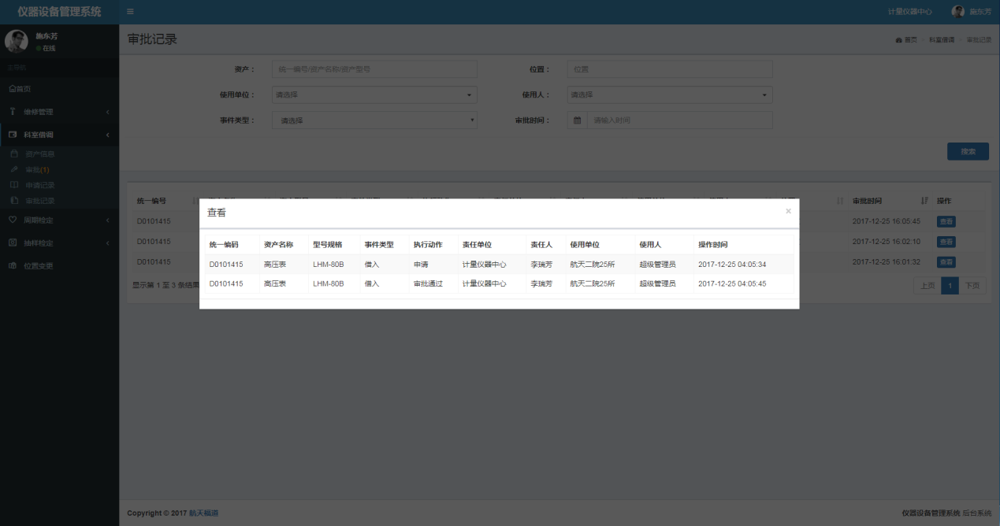 仪器设备管理系统
计量仪器中心 施东芳
施东芳
在线
主导航
首页
维修管理
科室借调
资产信息
审批(1)
申请记录
审批记录
周期检定
抽样检定
位置变更
审批记录
首页 科室借调 审批记录
资产： 统一编号/资产名称/资产型号 位置： 位置
使用单位： 请选择 使用人： 请选择
事件类型： 请选择 审批时间： 请输入时间
搜索
统一编号 审批时间 操作
D0101415 2017-12-25 16:05:45 查看
D0101415 2017-12-25 16:02:10 查看
D0101415 2017-12-25 16:01:32 查看
显示第 1 至 3 条结果
上页 1 下页
查看 ×
统一编码 资产名称 型号规格 事件类型 执行动作 责任单位 责任人 使用单位 使用人 操作时间
D0101415 高压表 LHM-80B 借入 申请 计量仪器中心 李瑞芳 航天二院25所 超级管理员 2017-12-25 04:05:34
D0101415 高压表 LHM-80B 借入 审批通过 计量仪器中心 李瑞芳 航天二院25所 超级管理员 2017-12-25 04:05:45
Copyright © 2017 航天福道
仪器设备管理系统 后台系统